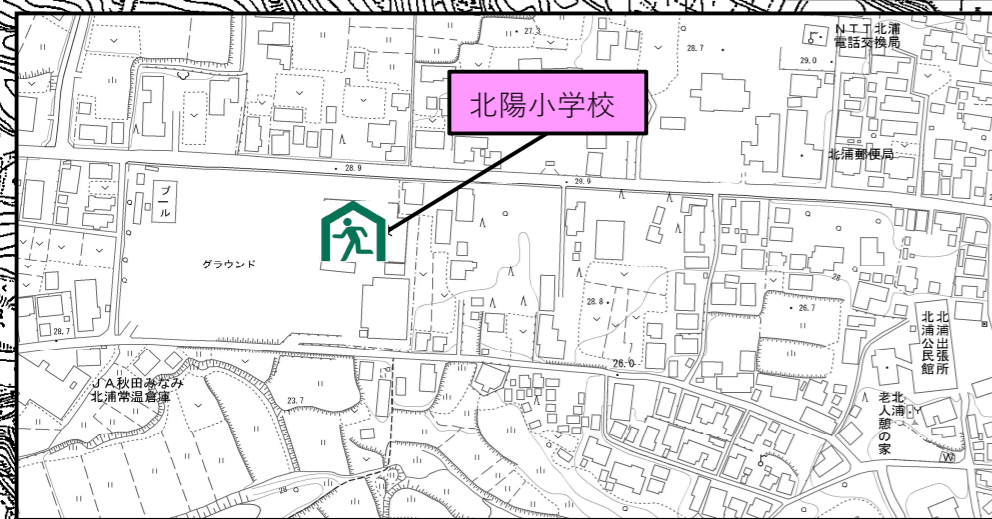 27.3
28.7
29.0
NTT北浦
電話交換局
北陽小学校
北浦郵便局
28.9
29.9
プール
グラウンド
28
28.8
26.7
28.7
26.0
北浦出張所
北浦公民館
JA秋田みなみ
北浦常温倉庫
23.7
北浦
老人憩の家
28